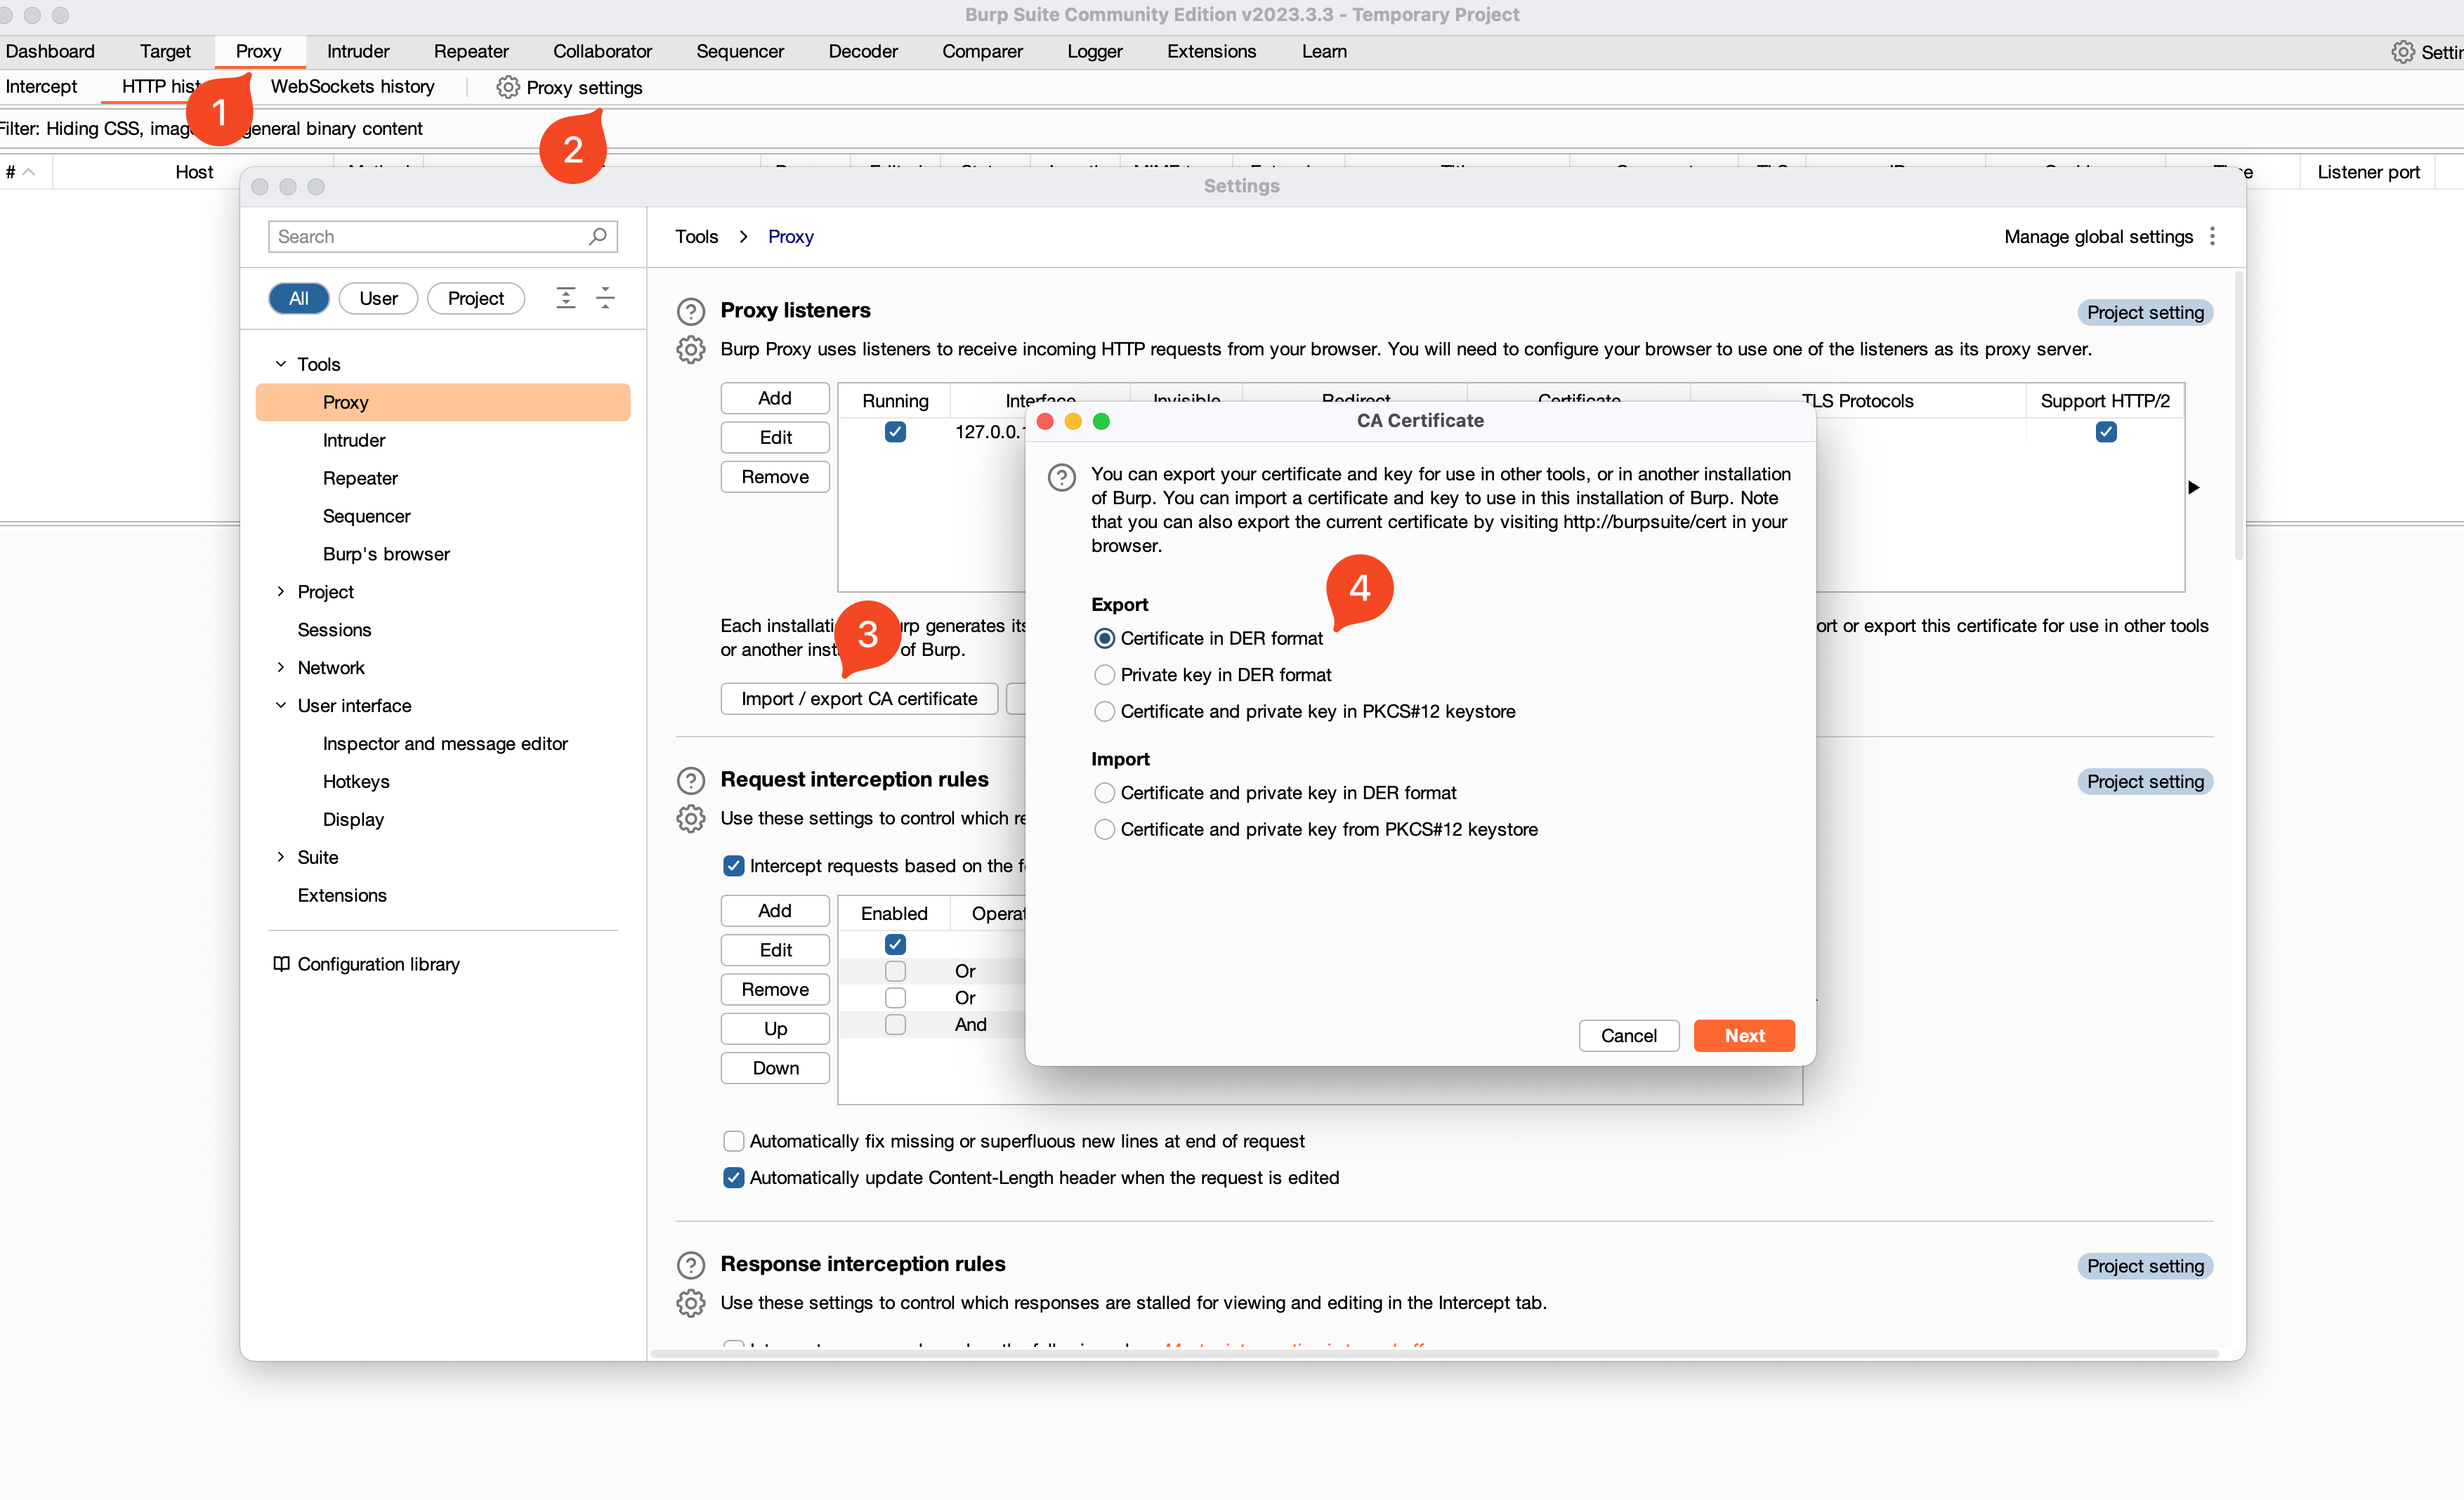 Burp Suite Community Edition v2023.3.3 - Temporary Project
Dashboard Target Proxy Intruder Repeater Collaborator Sequencer Decoder Comparer Logger Extensions Learn
Intercept HTTP WebSockets history Proxy settings
1
Filter: Hiding CSS, general binary content
2
# Host Listener port
Settings
Search
Tools > Proxy
Manage global settings
All User Project
Tools
Proxy
Intruder
Repeater
Sequencer
Burp's browser
Project
Sessions
Network
User interface
Inspector and message editor
Hotkeys
Display
Suite
Extensions
Configuration library
Proxy listeners
Project setting
Burp Proxy uses listeners to receive incoming HTTP requests from your browser. You will need to configure your browser to use one of the listeners as its proxy server.
Add
Edit
Remove
Running Interface Invisible Redirect Certificate TLS Protocols Support HTTP/2
127.0.0.
Each generates its
or another of Burp.
or export this certificate for use in other tools
3
Import / export CA certificate
CA Certificate
You can export your certificate and key for use in other tools, or in another installation
of Burp. You can import a certificate and key to use in this installation of Burp. Note
that you can also export the current certificate by visiting http://burpsuite/cert in your
browser.
4
Export
Certificate in DER format
Private key in DER format
Certificate and private key in PKCS#12 keystore
Import
Certificate and private key in DER format
Certificate and private key from PKCS#12 keystore
Cancel Next
Request interception rules
Project setting
Use these settings to control which
Intercept requests based on the
Add
Edit
Remove
Up
Down
Enabled
Or
Or
And
Automatically fix missing or superfluous new lines at end of request
Automatically update Content-Length header when the request is edited
Response interception rules
Project setting
Use these settings to control which responses are stalled for viewing and editing in the Intercept tab.